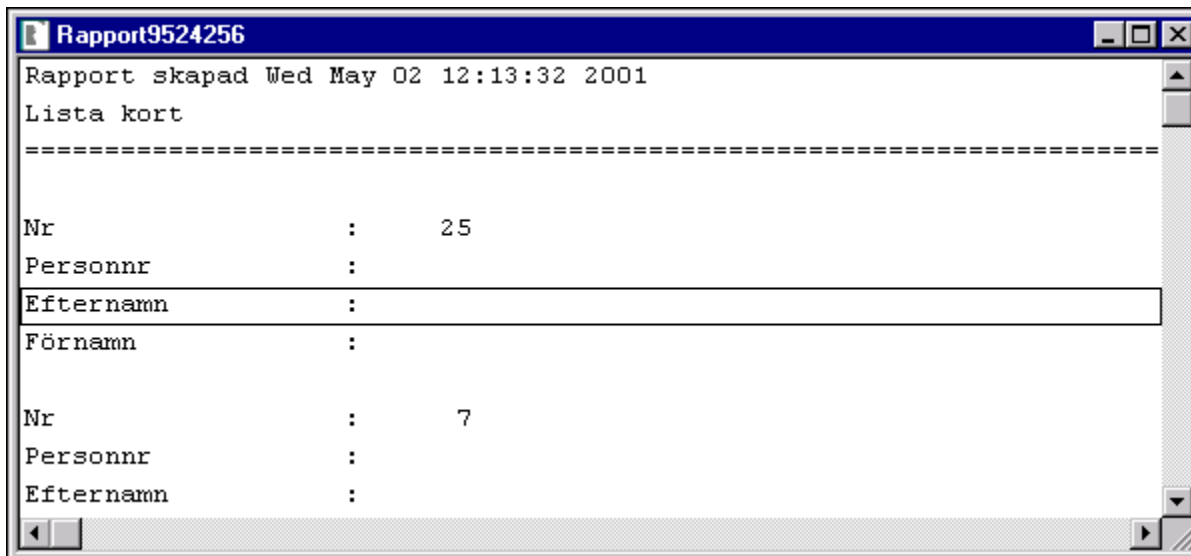 Rapport9524256
Rapport skapad Wed May 02 12:13:32 2001
Lista kort
=======================================================================
Nr : 25
Personnr :
Efternamn :
Förnamn :
Nr : 7
Personnr :
Efternamn :